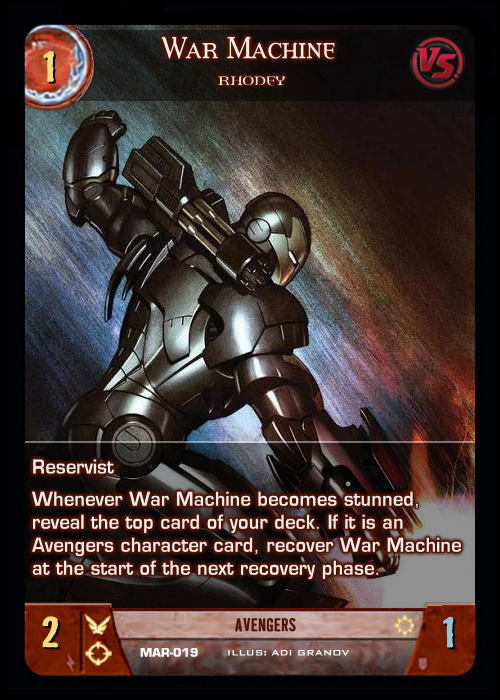 1
War Machine
VS
Rhodey
Reservist
Whenever War Machine becomes stunned,
reveal the top card of your deck. If it is an
Avengers character card, recover War Machine
at the start of the next recovery phase.
2
AVENGERS
1
MAR-019 ILLUS: ADI GRANOV